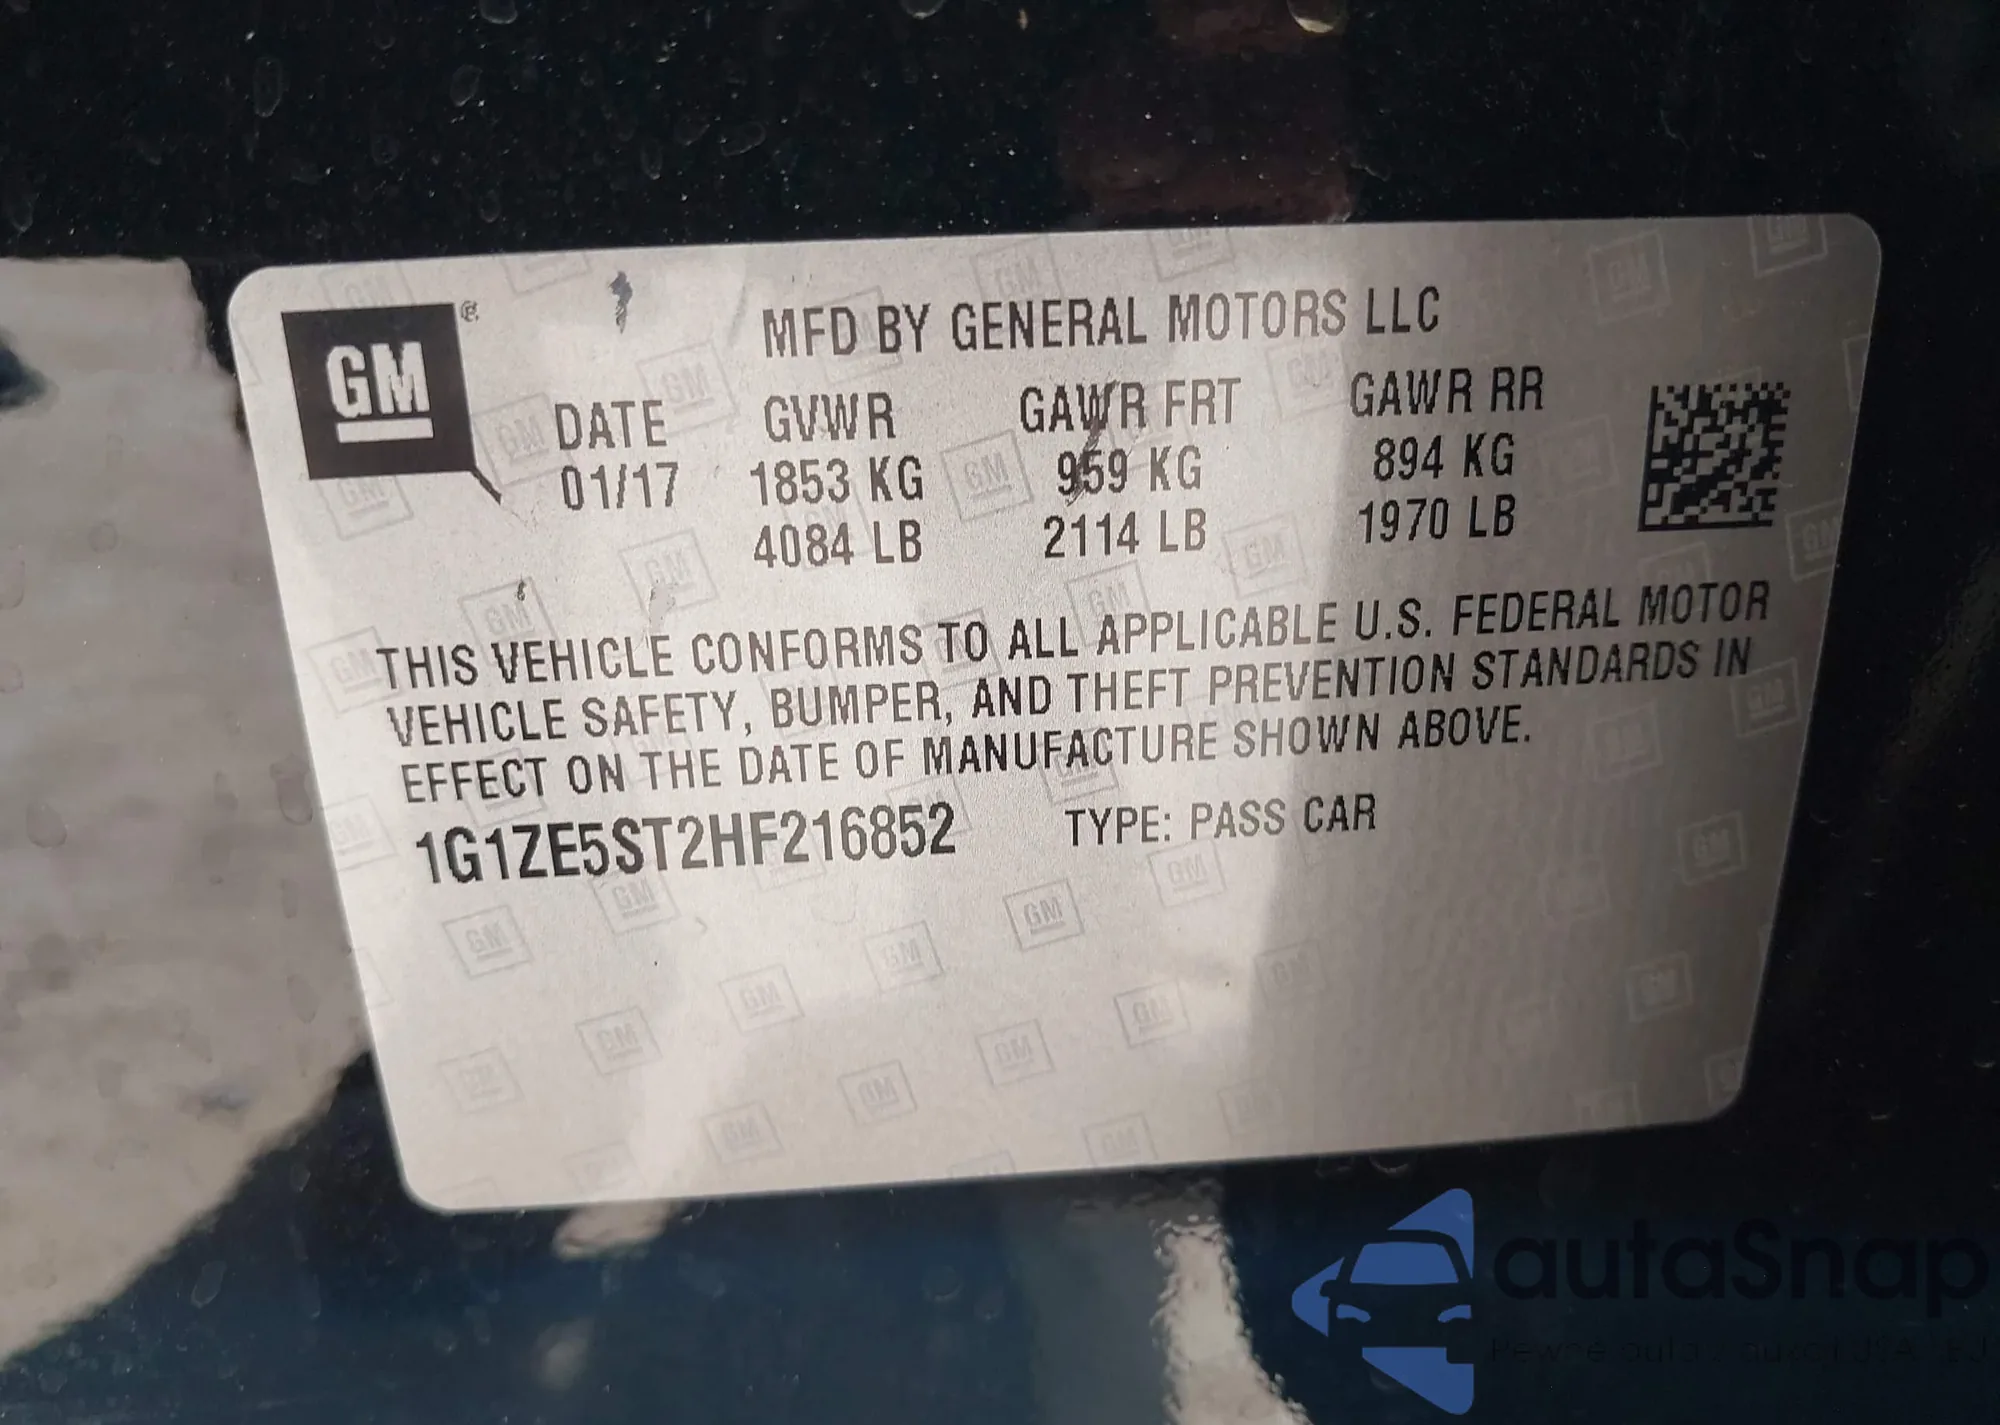 GM
MFD BY GENERAL MOTORS LLC
DATE GVWR GAWR FRT GAWR RR
01/17 1853 KG 959 KG 894 KG
4084 LB 2114 LB 1970 LB
THIS VEHICLE CONFORMS TO ALL APPLICABLE U.S. FEDERAL MOTOR
VEHICLE SAFETY, BUMPER, AND THEFT PREVENTION STANDARDS IN
EFFECT ON THE DATE OF MANUFACTURE SHOWN ABOVE.
1G1ZE5ST2HF216852 TYPE: PASS CAR
autaSnap